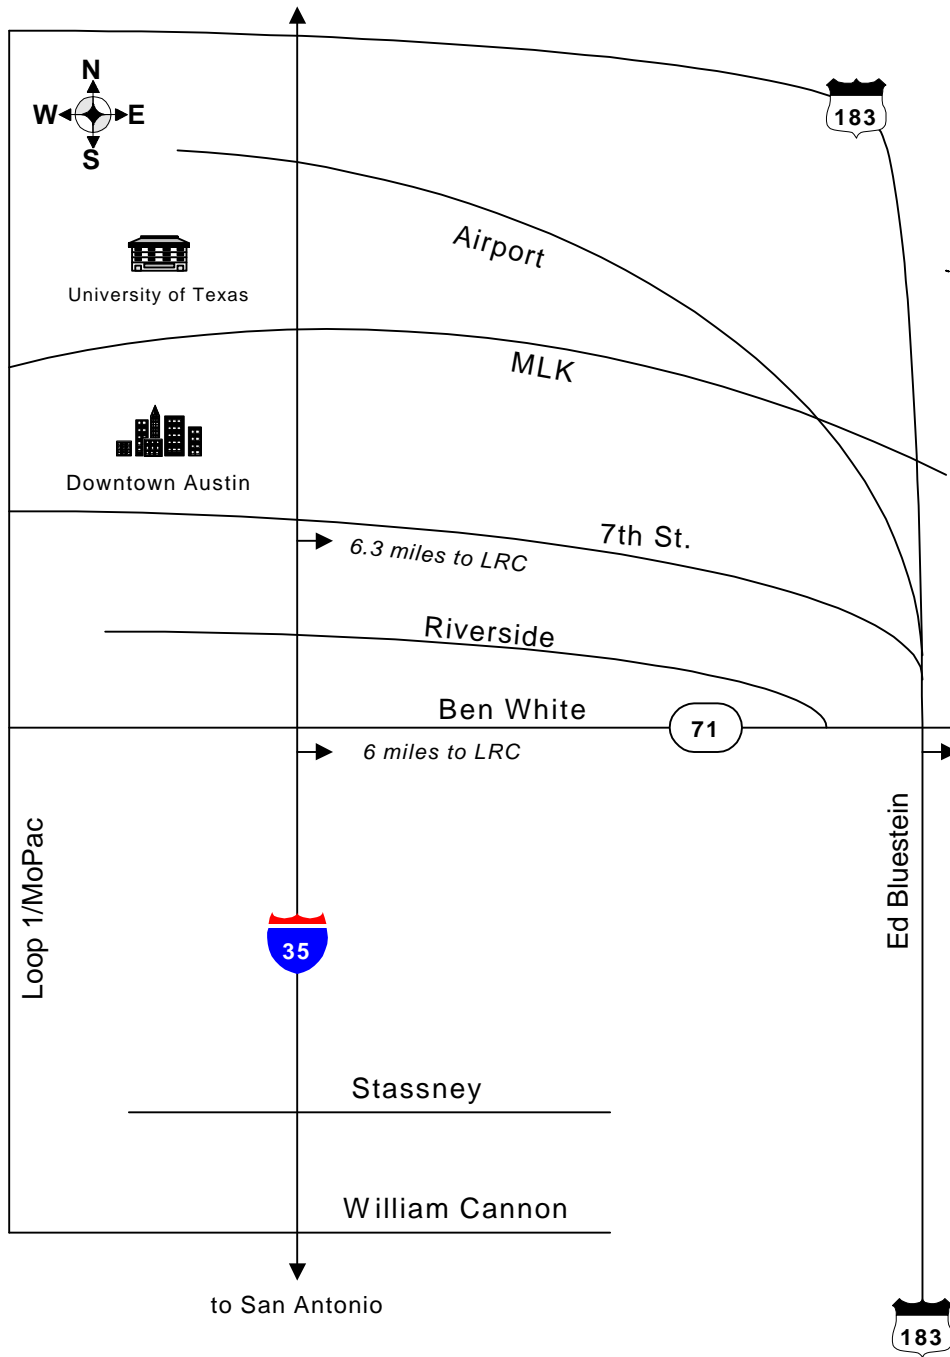 N
183
W E
S
Airport
University of Texas
MLK
Downtown Austin
7th St.
6.3 miles to LRC
Riverside
Ben White
71
6 miles to LRC
Loop 1/MoPac
Ed Bluestein
35
Stassney
William Cannon
to San Antonio
183